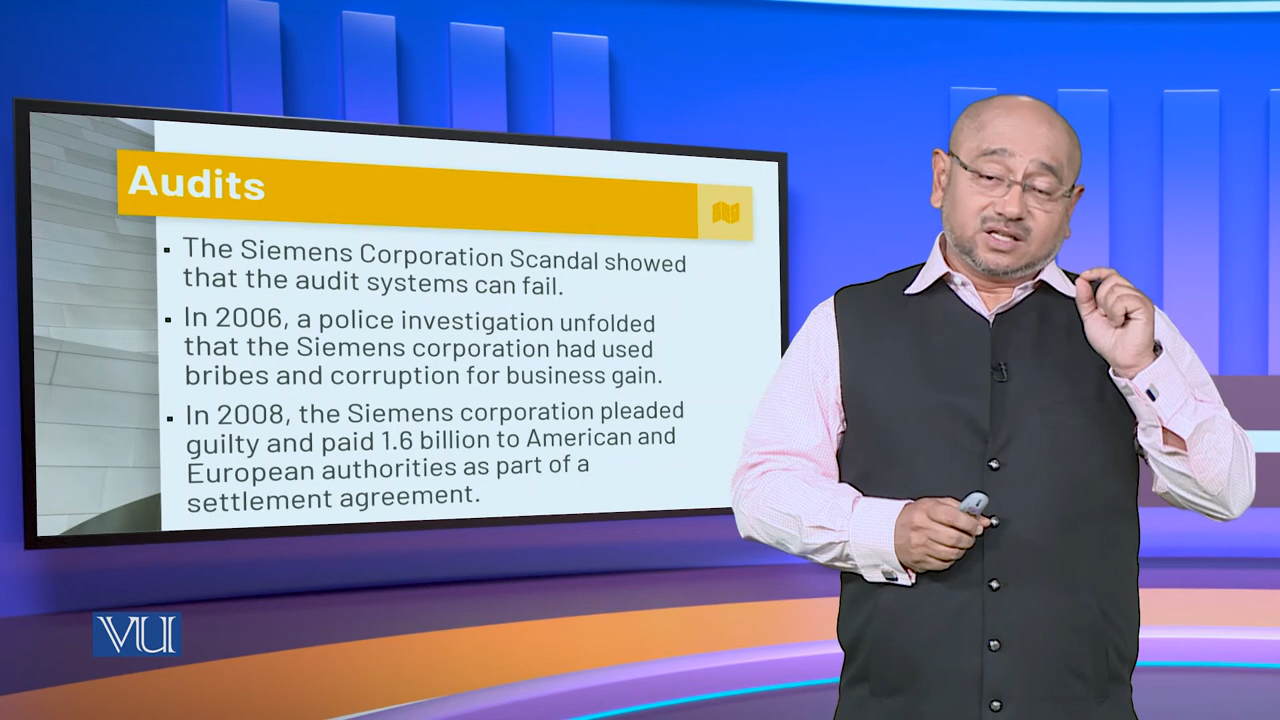 Audits
▪ The Siemens Corporation Scandal showed
that the audit systems can fail.
▪ In 2006, a police investigation unfolded
that the Siemens corporation had used
bribes and corruption for business gain.
▪ In 2008, the Siemens corporation pleaded
guilty and paid 1.6 billion to American and
European authorities as part of a
settlement agreement.
VU